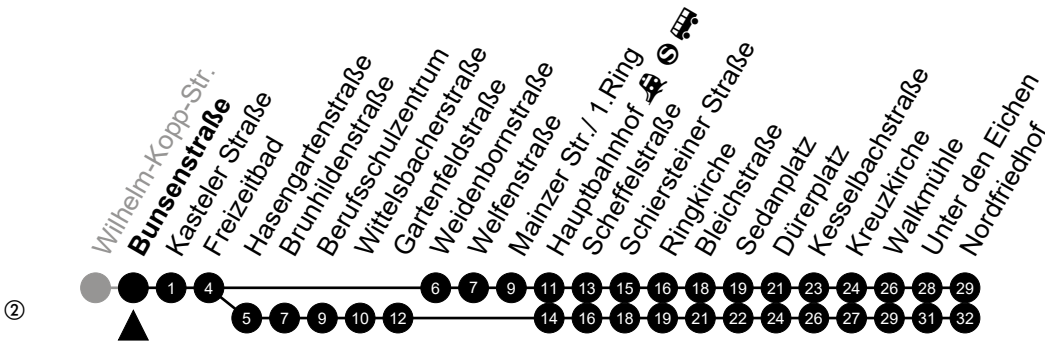 Wilhelm-Kopp-Str.
Bunsenstraße
Kasteler Straße
Freizeitbad
Hasengartenstraße
Brunhildenstraße
Berufsschulzentrum
Wittelsbacherstraße
Gartenfeldstraße
Weidenbornstraße
Welfenstraße
Mainzer Str./ 1.Ring
Hauptbahnhof S
Scheffelstraße
Schiersteiner Straße
Ringkirche
Bleichstraße
Sedanplatz
Dürerplatz
Kesselbachstraße
Kreuzkirche
Walkmühle
Unter den Eichen
Nordfriedhof
1 4 6 7 9 11 13 15 16 18 19 21 23 24 26 28 29
② 5 7 9 10 12 14 16 18 19 21 22 24 26 27 29 31 32